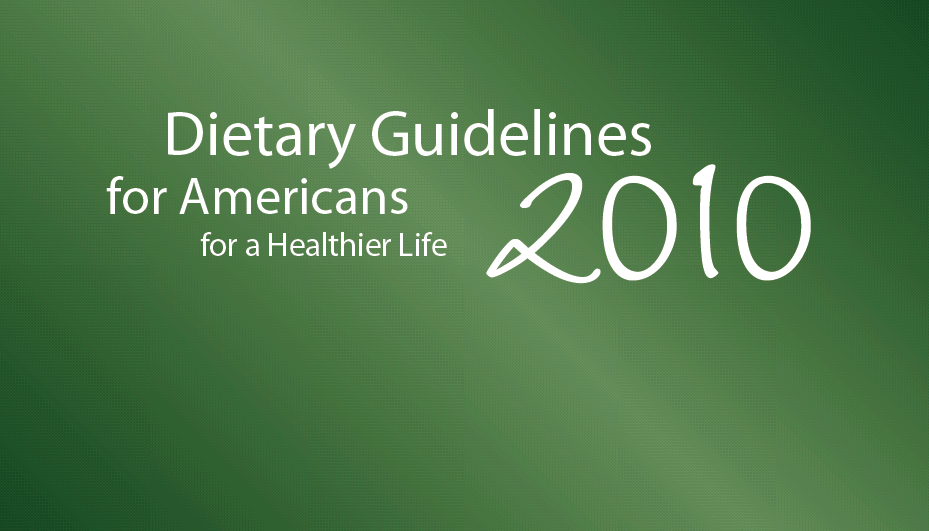 Dietary Guidelines
for Americans
for a Healthier Life
2010